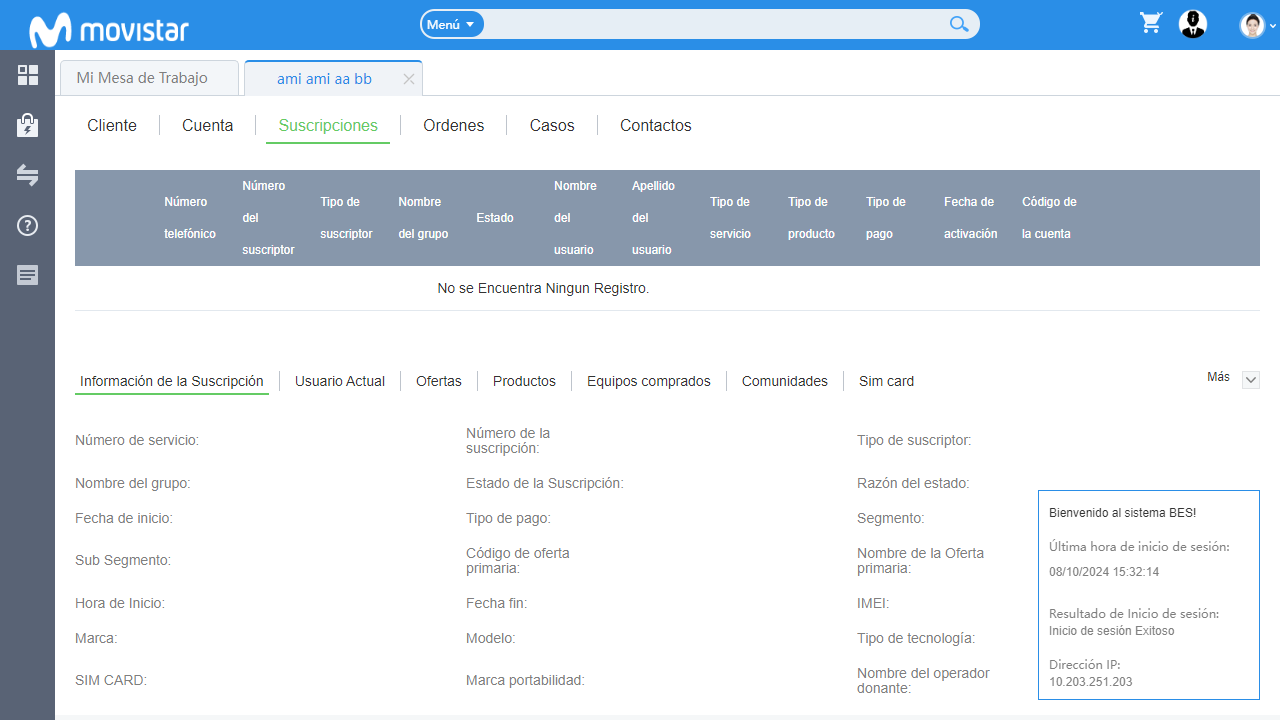 movistar
Menú
Mi Mesa de Trabajo
ami ami aa bb
Cliente
Cuenta
Suscripciones
Ordenes
Casos
Contactos
Número
telefónico
Número
del
suscriptor
Tipo de
suscriptor
Nombre
del grupo
Estado
Nombre
del
usuario
Apellido
del
usuario
Tipo de
servicio
Tipo de
producto
Tipo de
pago
Fecha de
activación
Código de
la cuenta
No se Encuentra Ningun Registro.
Información de la Suscripción
Usuario Actual
Ofertas
Productos
Equipos comprados
Comunidades
Sim card
Más
Número de servicio:
Número de la
suscripción:
Tipo de suscriptor:
Nombre del grupo:
Estado de la Suscripción:
Razón del estado:
Fecha de inicio:
Tipo de pago:
Segmento:
Sub Segmento:
Código de oferta
primaria:
Nombre de la Oferta
primaria:
Hora de Inicio:
Fecha fin:
IMEI:
Marca:
Modelo:
Tipo de tecnología:
SIM CARD:
Marca portabilidad:
Nombre del operador
donante:
Bienvenido al sistema BES!
Última hora de inicio de sesión:
08/10/2024 15:32:14
Resultado de Inicio de sesión:
Inicio de sesión Exitoso
Dirección IP:
10.203.251.203